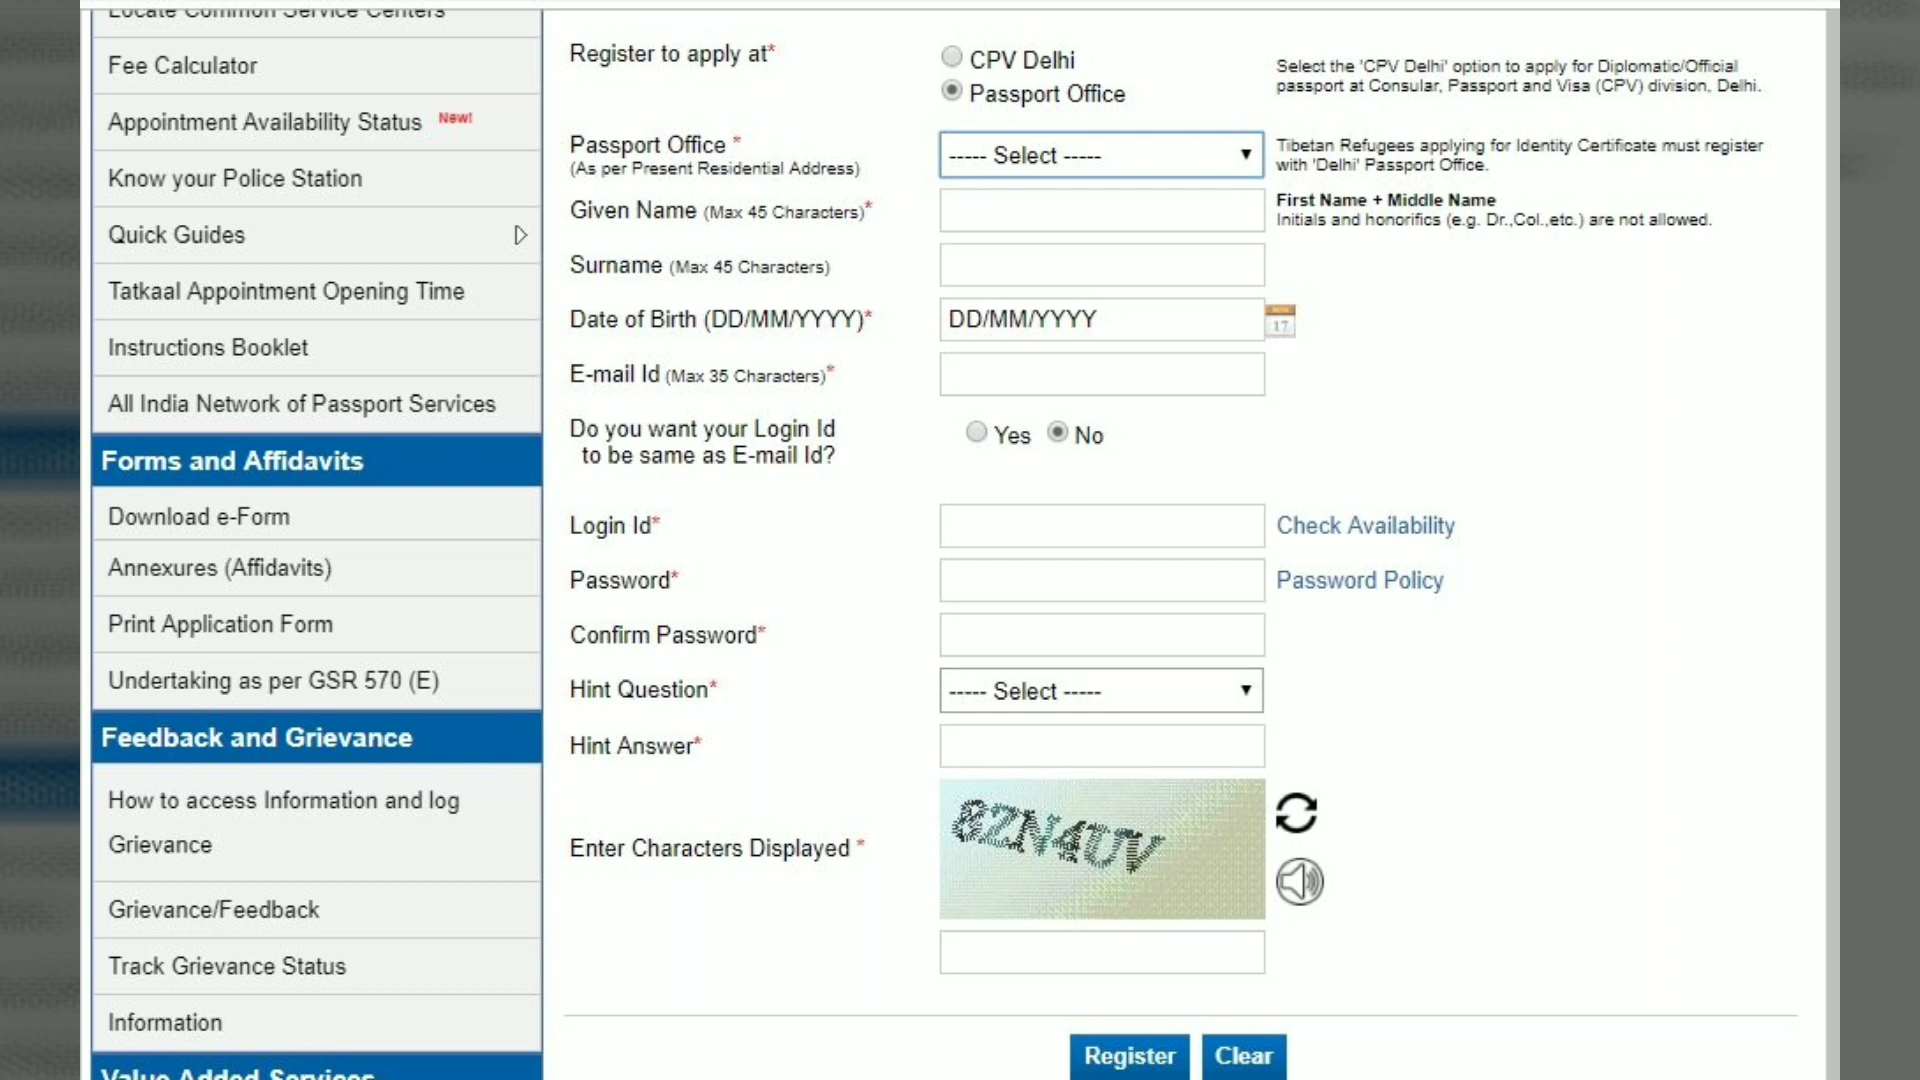 Locate Common Service Centers
Fee Calculator
Appointment Availability Status New!
Know your Police Station
Quick Guides
Tatkaal Appointment Opening Time
Instructions Booklet
All India Network of Passport Services
Forms and Affidavits
Download e-Form
Annexures (Affidavits)
Print Application Form
Undertaking as per GSR 570 (E)
Feedback and Grievance
How to access Information and log
Grievance
Grievance/Feedback
Track Grievance Status
Information
Value Added Services
Register to apply at*
CPV Delhi
Passport Office
Select the 'CPV Delhi' option to apply for Diplomatic/Official
passport at Consular, Passport and Visa (CPV) division, Delhi.
Passport Office *
(As per Present Residential Address)
----- Select -----
Tibetan Refugees applying for Identity Certificate must register
with 'Delhi' Passport Office.
Given Name (Max 45 Characters)*
First Name + Middle Name
Initials and honorifics (e.g. Dr.,Col.,etc.) are not allowed.
Surname (Max 45 Characters)
Date of Birth (DD/MM/YYYY)*
DD/MM/YYYY
17
E-mail Id (Max 35 Characters)*
Do you want your Login Id
to be same as E-mail Id?
Yes No
Login Id*
Check Availability
Password*
Password Policy
Confirm Password*
Hint Question*
----- Select -----
Hint Answer*
Enter Characters Displayed *
8ZN4UV
Register
Clear